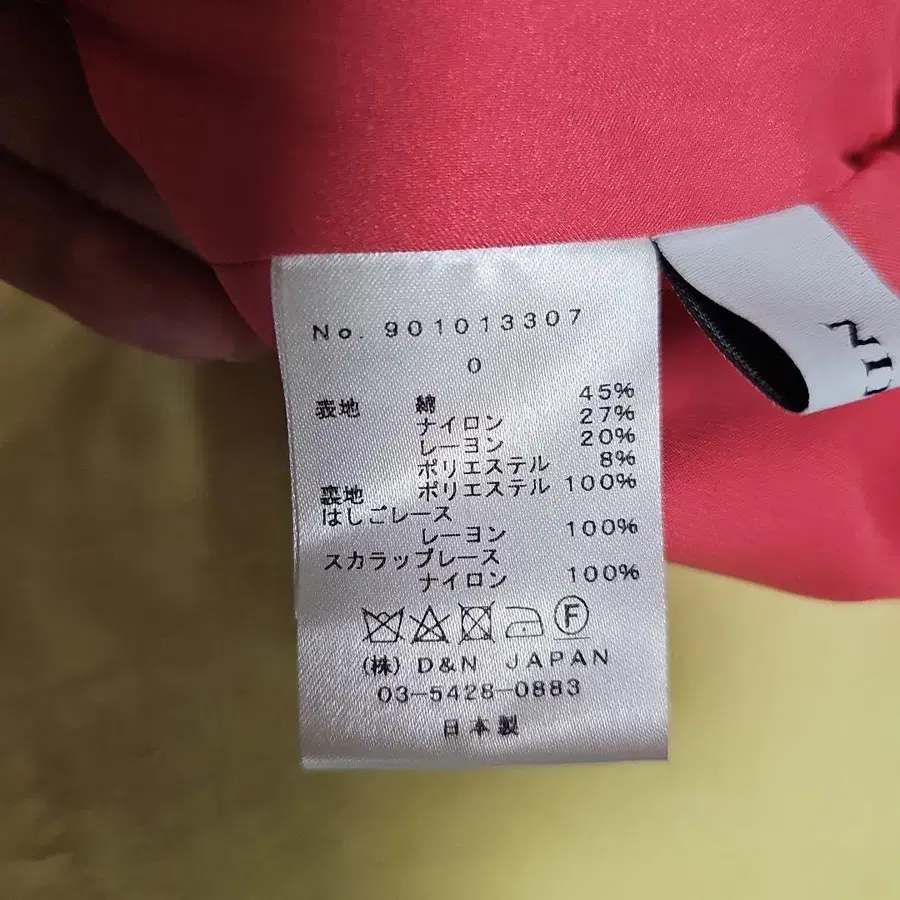 No. 901013307
0
表地 綿 45%
ナイロン 27%
レーヨン 20%
ポリエステル 8%
裏地 ポリエステル 100%
はしごレース
レーヨン 100%
スカラップレース
ナイロン 100%
F
(株) D&N JAPAN
03-5428-0883
日本製